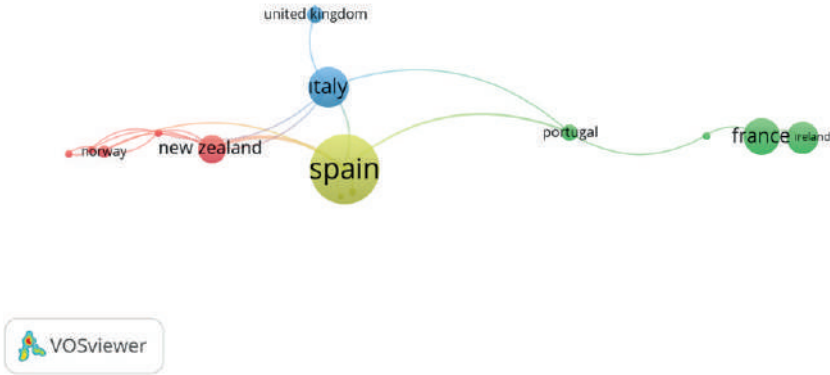 united kingdom
italy
portugal
france
ireland
norway
new zealand
spain
VOSviewer